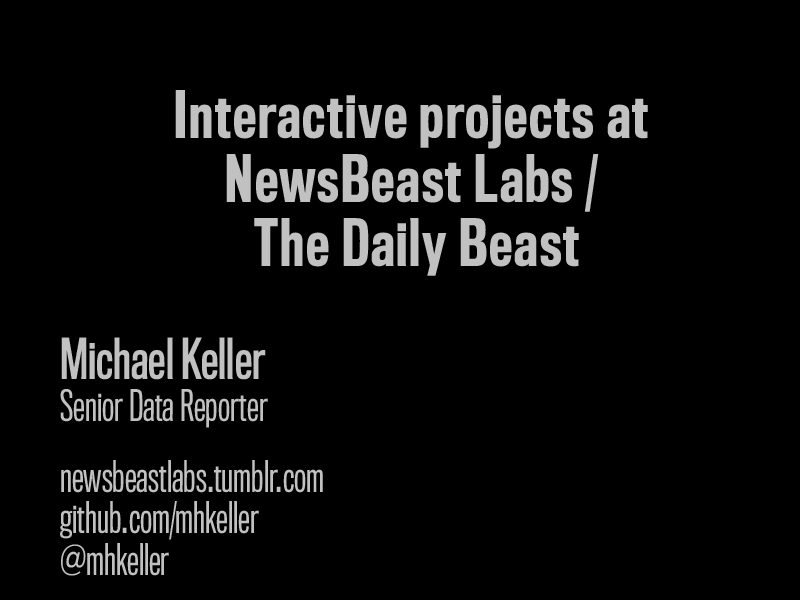 Interactive projects at
NewsBeast Labs /
The Daily Beast
Michael Keller
Senior Data Reporter
newsbeastlabs.tumblr.com
github.com/mhkeller
@mhkeller